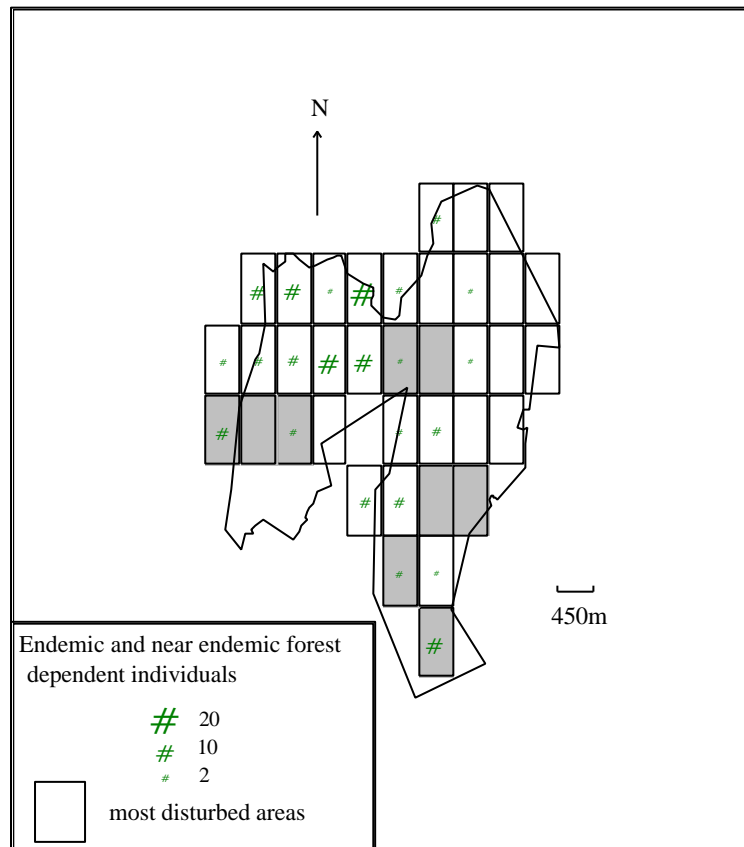 N
450m
Endemic and near endemic forest
dependent individuals
# 20
# 10
# 2
most disturbed areas